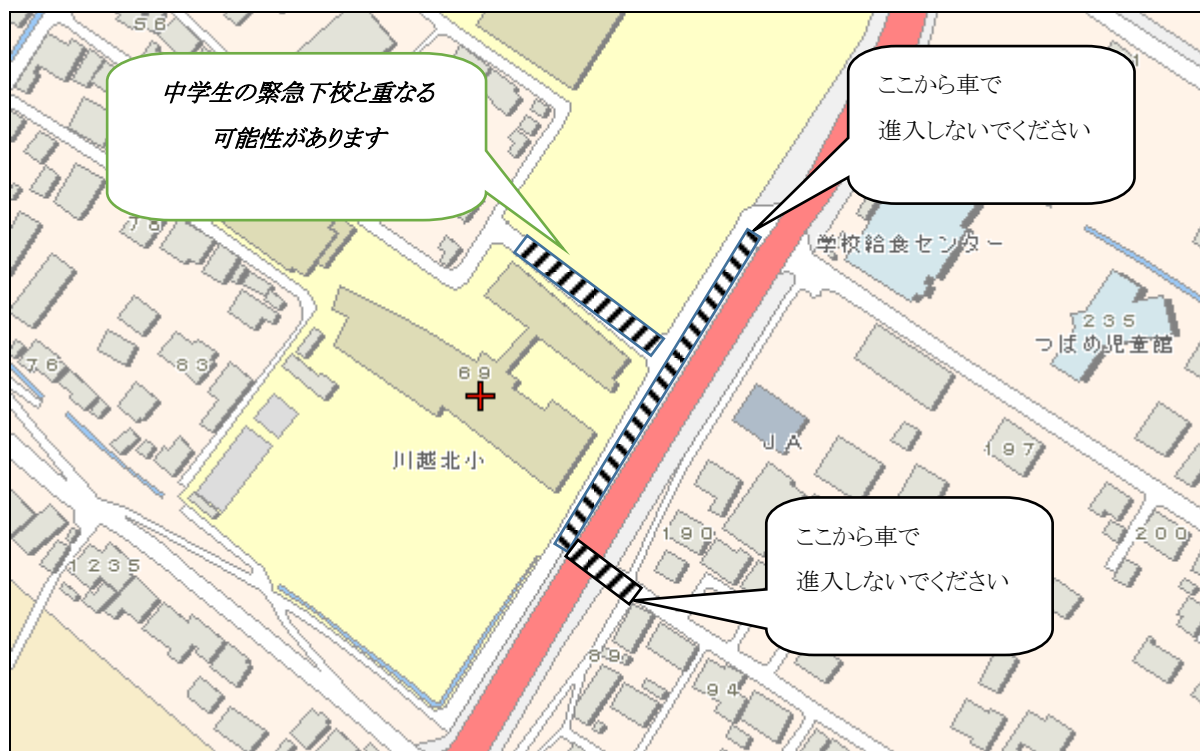 56
中学生の緊急下校と重なる
可能性があります
ここから車で
進入しないでください
78
学校給食センター
235
つばめ児童館
76
83
69
川越北小
JA
197
190
200
ここから車で
進入しないでください
1235
89
94